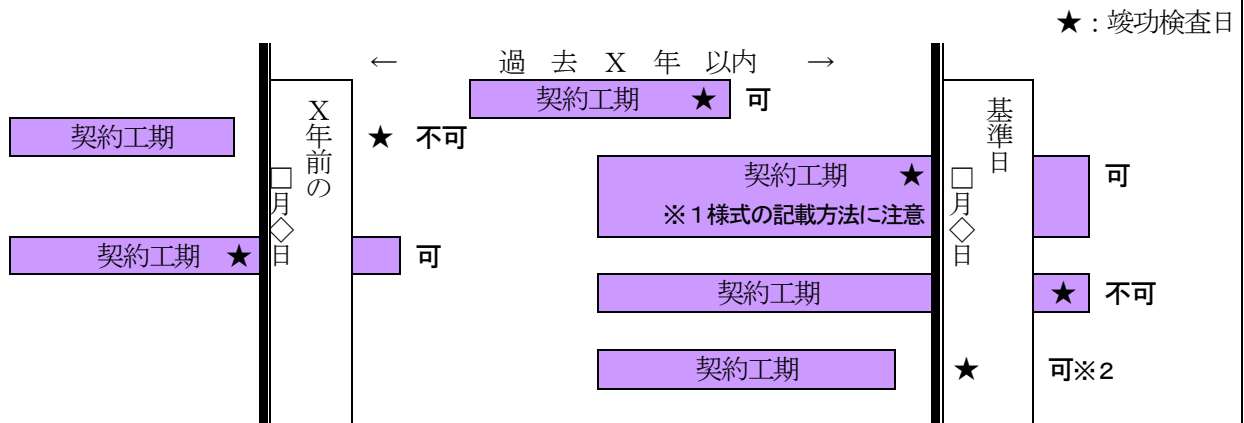 ★:竣功検査日
← 過 去 X 年 以内 →
契約工期 ★ 可
契約工期 ★ 不可
X年前の
□月◇日
基準日
□月◇日
契約工期 ★ 可
※1様式の記載方法に注意
契約工期 ★ 可
契約工期 ★ 不可
契約工期 ★ 可※2